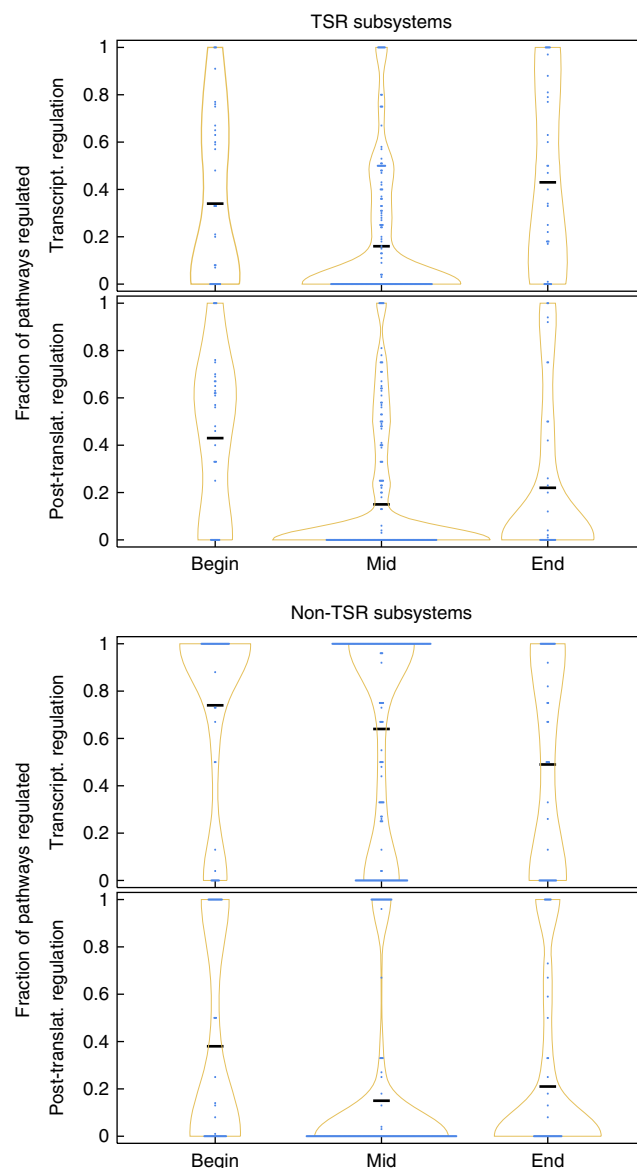 TSR subsystems
Fraction of pathways regulated
Transcript. regulation
1
0.8
0.6
0.4
0.2
0
Post-translat. regulation
1
0.8
0.6
0.4
0.2
0
Begin Mid End
Non-TSR subsystems
Fraction of pathways regulated
Transcript. regulation
1
0.8
0.6
0.4
0.2
0
Post-translat. regulation
1
0.8
0.6
0.4
0.2
0
Begin Mid End